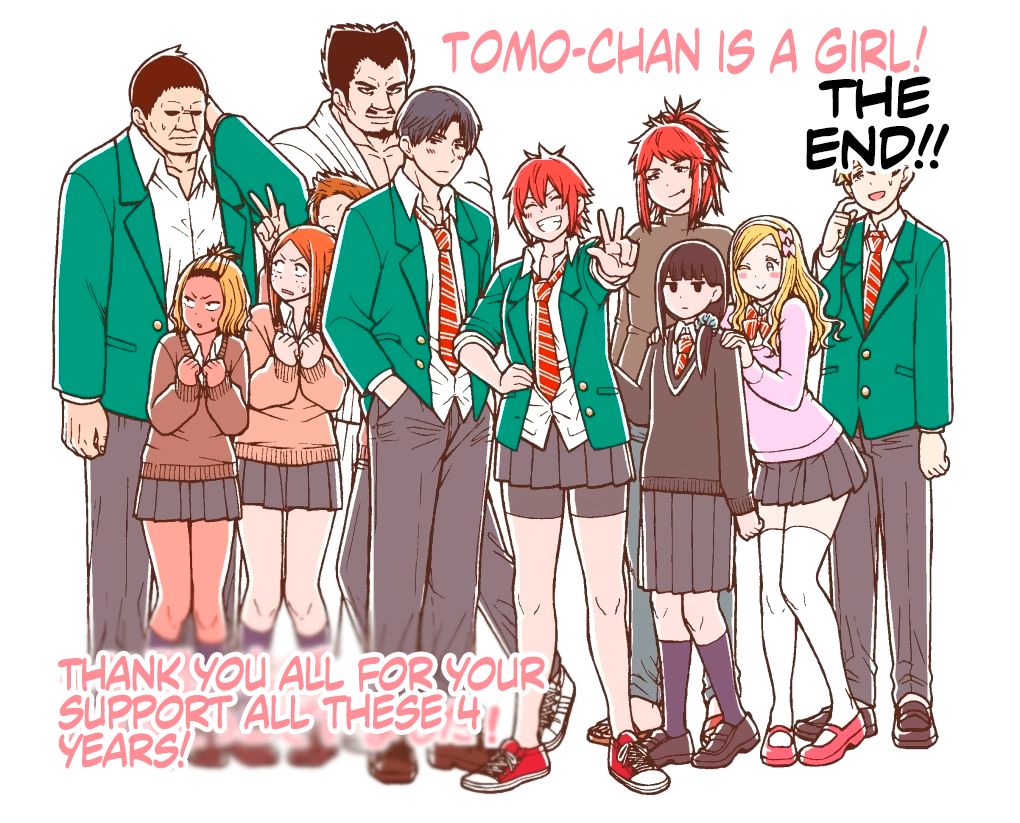 TOMO-CHAN IS A GIRL!
THE
END!!
THANK YOU ALL FOR YOUR
SUPPORT ALL THESE 4
YEARS!